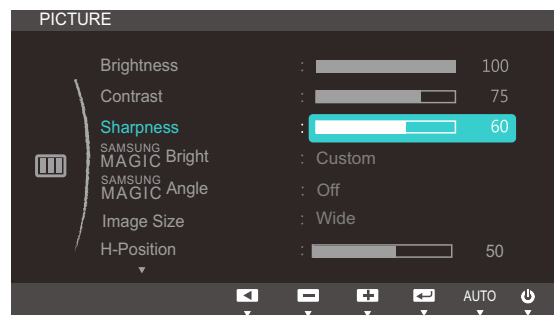 PICTURE
Brightness : 100
Contrast : 75
Sharpness : 60
SAMSUNG MAGIC Bright : Custom
SAMSUNG MAGIC Angle : Off
Image Size : Wide
H-Position : 50
AUTO